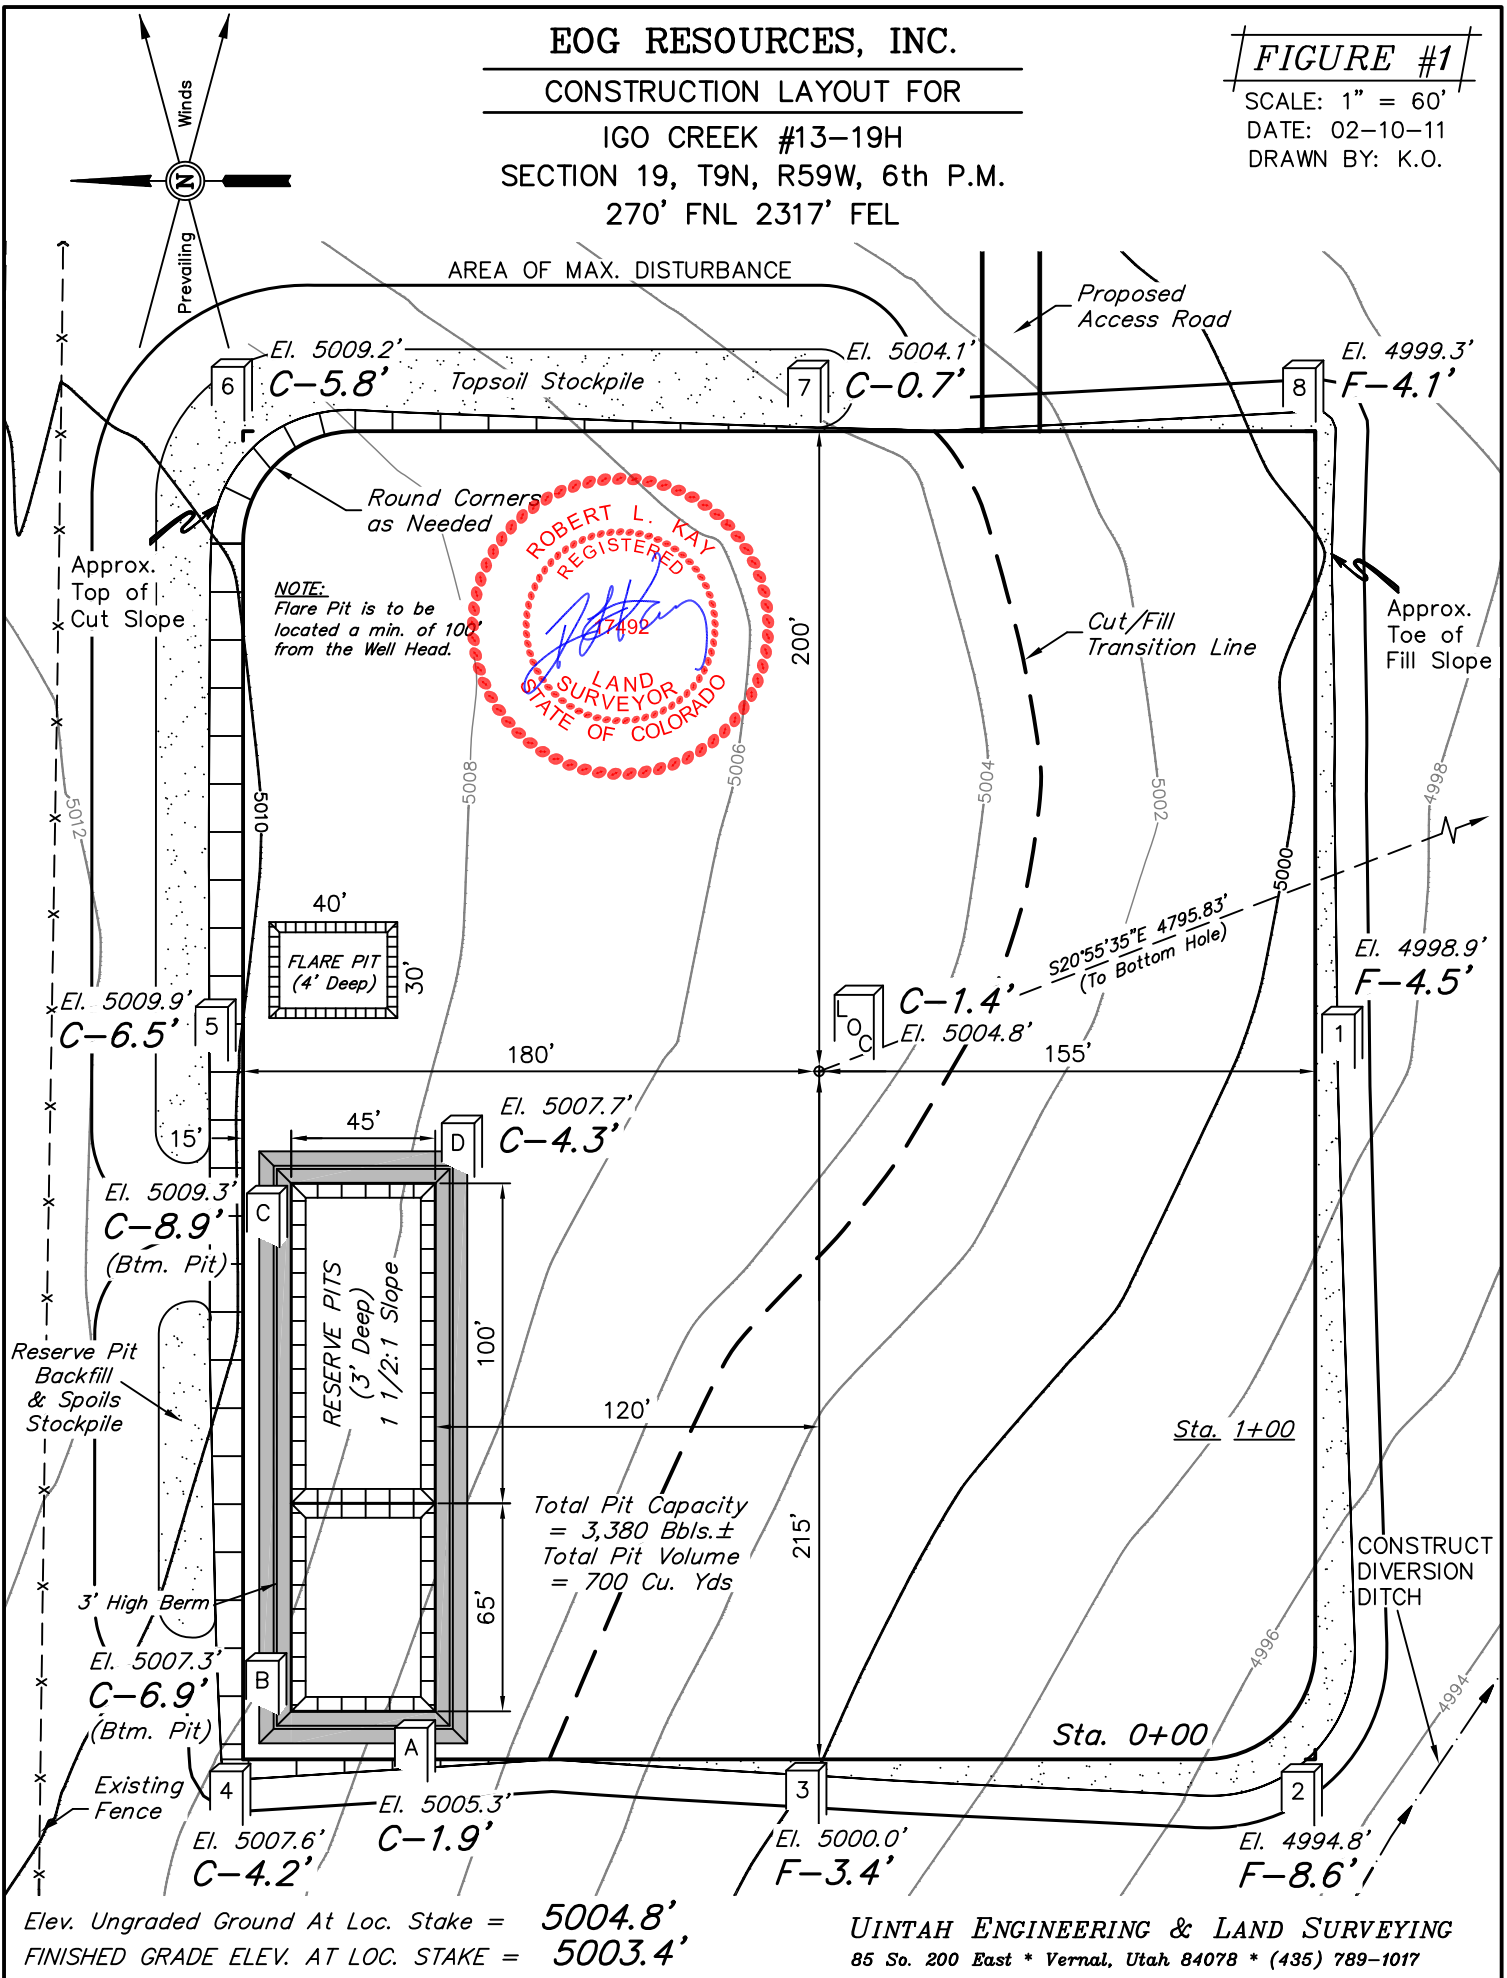 EOG RESOURCES, INC.
CONSTRUCTION LAYOUT FOR
IGO CREEK #13-19H
SECTION 19, T9N, R59W, 6th P.M.
270' FNL 2317' FEL
FIGURE #1
SCALE: 1" = 60'
DATE: 02-10-11
DRAWN BY: K.O.
Winds
N
Prevailing
AREA OF MAX. DISTURBANCE
Proposed
Access Road
El. 5009.2'
C-5.8'
6
Topsoil Stockpile
El. 5004.1'
C-0.7'
7
El. 4999.3'
F-4.1'
8
Round Corners
as Needed
Approx.
Top of
Cut Slope
NOTE:
Flare Pit is to be
located a min. of 100'
from the Well Head.
ROBERT L. KAY
REGISTERED
17492
LAND
SURVEYOR
STATE OF COLORADO
200'
Cut/Fill
Transition Line
Approx.
Toe of
Fill Slope
5012
5010
5008
5006
5004
5002
5000
4998
40'
FLARE PIT
(4' Deep)
30'
S20°55'35"E 4795.83'
(To Bottom Hole)
El. 5009.9'
C-6.5'
5
LOC
C-1.4'
El. 5004.8'
El. 4998.9'
F-4.5'
1
180'
155'
45'
15'
D
El. 5007.7'
C-4.3'
El. 5009.3'
C-8.9'
(Btm. Pit)
C
RESERVE PITS
(3' Deep)
1 1/2:1 Slope
100'
Reserve Pit
Backfill
& Spoils
Stockpile
120'
Sta. 1+00
Total Pit Capacity
= 3,380 Bbls.±
Total Pit Volume
= 700 Cu. Yds
215'
65'
CONSTRUCT
DIVERSION
DITCH
3' High Berm
El. 5007.3'
C-6.9'
(Btm. Pit)
B
4996
4994
A
Sta. 0+00
Existing
Fence
4
El. 5007.6'
C-4.2'
El. 5005.3'
C-1.9'
3
El. 5000.0'
F-3.4'
2
El. 4994.8'
F-8.6'
Elev. Ungraded Ground At Loc. Stake = 5004.8'
FINISHED GRADE ELEV. AT LOC. STAKE = 5003.4'
UINTAH ENGINEERING & LAND SURVEYING
85 So. 200 East * Vernal, Utah 84078 * (435) 789-1017